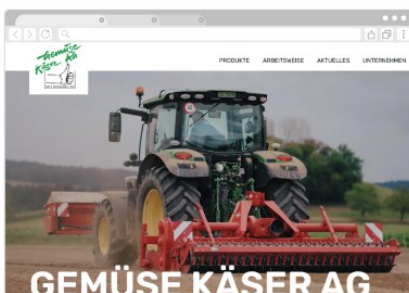 Gemüse
Käser AG
PRODUKTE ARBEITSWEISE AKTUELLES UNTERNEHMEN
GEMÜSE KÄSER AG